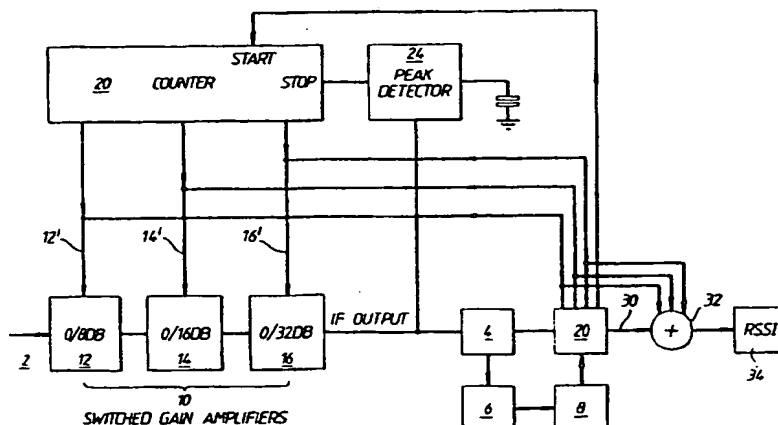 START
24
20 COUNTER
STOP
PEAK
DETECTOR
12'
14'
16'
IF OUTPUT
30
32
0/8DB
0/16DB
0/32DB
4
20
+
RSSI
2
12
14
16
34
10
6
8
SWITCHED GAIN AMPLIFIERS